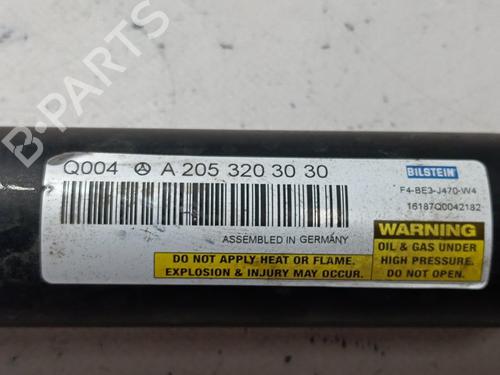 Q004 A 205 320 30 30
BILSTEIN
F4-BE3-J470-W4
16187Q0042182
ASSEMBLED IN GERMANY
DO NOT APPLY HEAT OR FLAME.
EXPLOSION & INJURY MAY OCCUR.
WARNING
OIL & GAS UNDER
HIGH PRESSURE.
DO NOT OPEN.
B-PARTS